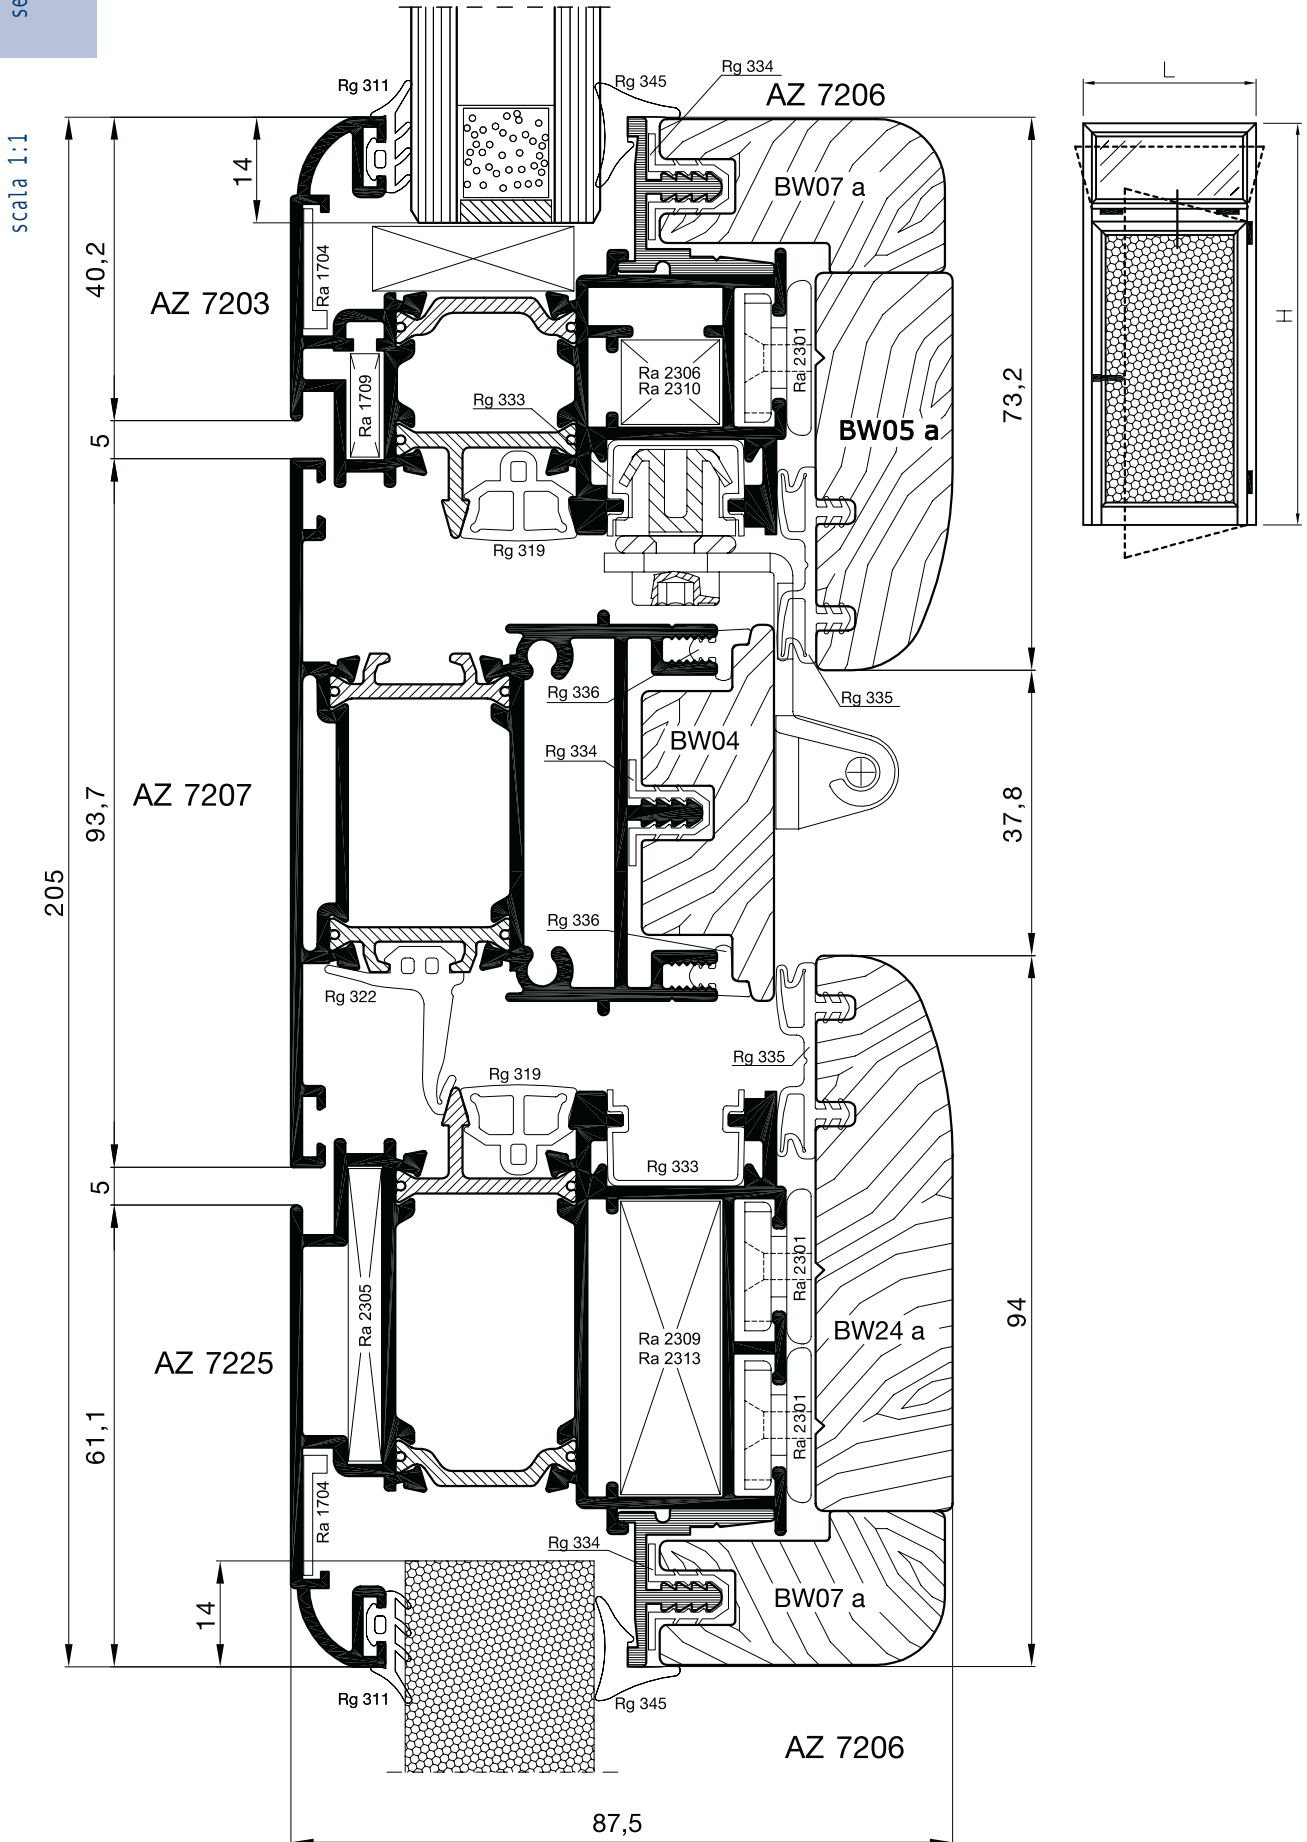 se
scala 1:1
Rg 311
Rg 345
Rg 334
AZ 7206
L
H
14
BW07 a
40,2
205
AZ 7203
Ra 1704
Ra 1709
Rg 333
Ra 2306
Ra 2310
Ra 2301
73,2
BW05 a
5
Rg 319
Rg 336
Rg 335
Rg 334
BW04
AZ 7207
93,7
37,8
Rg 336
Rg 322
Rg 335
Rg 319
Rg 333
5
Ra 2305
Ra 2301
Ra 2309
Ra 2313
BW24 a
94
AZ 7225
61,1
Ra 2301
Ra 1704
Rg 334
14
BW07 a
Rg 311
Rg 345
AZ 7206
87,5